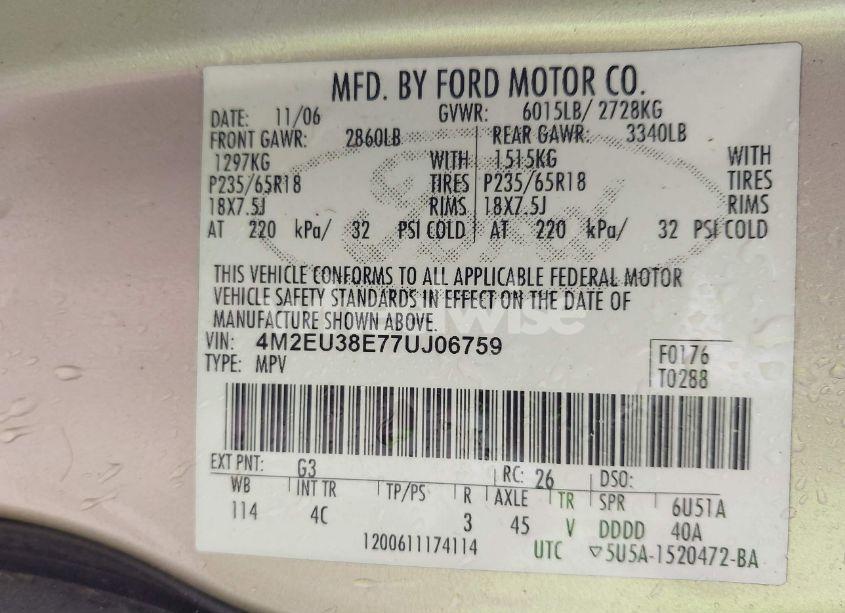 MFD. BY FORD MOTOR CO.
DATE: 11/06 GVWR: 6015LB/ 2728KG
FRONT GAWR: 2860LB REAR GAWR: 3340LB
1297KG WITH 1515KG WITH
P235/65R18 TIRES P235/65R18 TIRES
18X7.5J RIMS 18X7.5J RIMS
AT 220 kPa/ 32 PSI COLD AT 220 kPa/ 32 PSI COLD
THIS VEHICLE CONFORMS TO ALL APPLICABLE FEDERAL MOTOR
VEHICLE SAFETY STANDARDS IN EFFECT ON THE DATE OF
MANUFACTURE SHOWN ABOVE.
VIN: 4M2EU38E77UJ06759 F0176
TYPE: MPV T0288
EXT PNT: G3 RC: 26 DSO:
WB INT TR TP/PS R AXLE TR SPR 6U51A
114 4C 3 45 V DDDD 40A
1200611174114 UTC ▽5U5A-1520472-BA